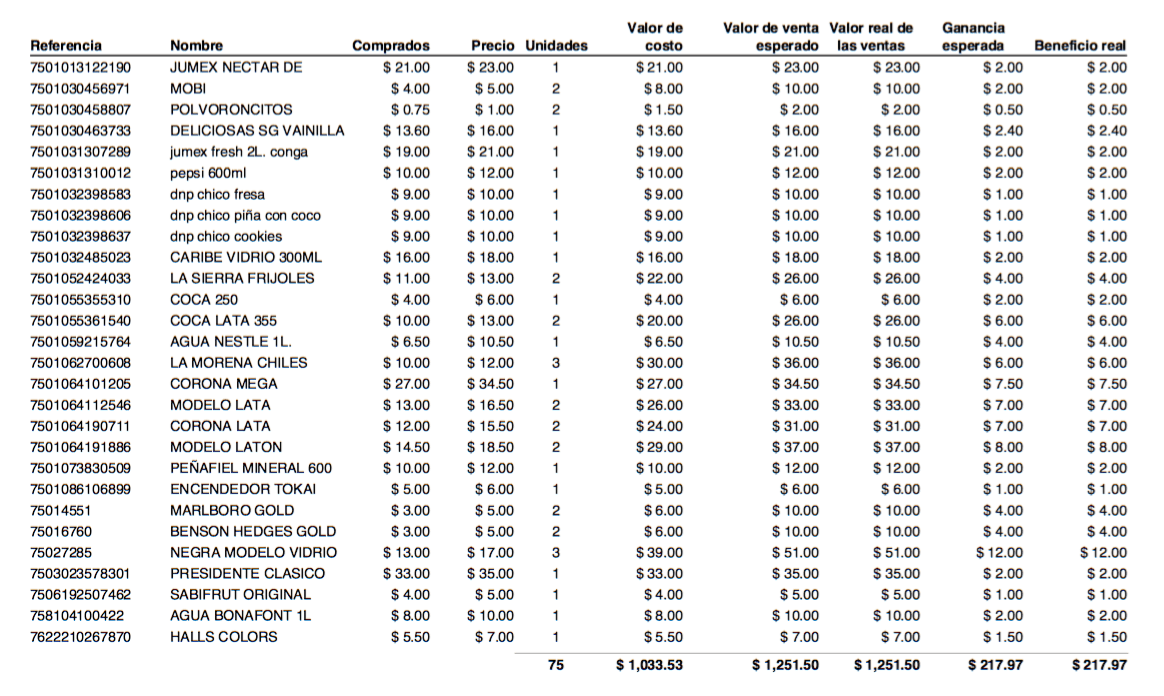 Referencia Nombre Comprados Precio Unidades Valor de costo Valor de venta esperado Valor real de las ventas Ganancia esperada Beneficio real
7501013122190 JUMEX NECTAR DE $ 21.00 $ 23.00 1 $ 21.00 $ 23.00 $ 23.00 $ 2.00 $ 2.00
7501030456971 MOBI $ 4.00 $ 5.00 2 $ 8.00 $ 10.00 $ 10.00 $ 2.00 $ 2.00
7501030458807 POLVORONCITOS $ 0.75 $ 1.00 2 $ 1.50 $ 2.00 $ 2.00 $ 0.50 $ 0.50
7501030463733 DELICIOSAS SG VAINILLA $ 13.60 $ 16.00 1 $ 13.60 $ 16.00 $ 16.00 $ 2.40 $ 2.40
7501031307289 jumex fresh 2L. conga $ 19.00 $ 21.00 1 $ 19.00 $ 21.00 $ 21.00 $ 2.00 $ 2.00
7501031310012 pepsi 600ml $ 10.00 $ 12.00 1 $ 10.00 $ 12.00 $ 12.00 $ 2.00 $ 2.00
7501032398583 dnp chico fresa $ 9.00 $ 10.00 1 $ 9.00 $ 10.00 $ 10.00 $ 1.00 $ 1.00
7501032398606 dnp chico piña con coco $ 9.00 $ 10.00 1 $ 9.00 $ 10.00 $ 10.00 $ 1.00 $ 1.00
7501032398637 dnp chico cookies $ 9.00 $ 10.00 1 $ 9.00 $ 10.00 $ 10.00 $ 1.00 $ 1.00
7501032485023 CARIBE VIDRIO 300ML $ 16.00 $ 18.00 1 $ 16.00 $ 18.00 $ 18.00 $ 2.00 $ 2.00
7501052424033 LA SIERRA FRIJOLES $ 11.00 $ 13.00 2 $ 22.00 $ 26.00 $ 26.00 $ 4.00 $ 4.00
7501055355310 COCA 250 $ 4.00 $ 6.00 1 $ 4.00 $ 6.00 $ 6.00 $ 2.00 $ 2.00
7501055361540 COCA LATA 355 $ 10.00 $ 13.00 2 $ 20.00 $ 26.00 $ 26.00 $ 6.00 $ 6.00
7501059215764 AGUA NESTLE 1L. $ 6.50 $ 10.50 1 $ 6.50 $ 10.50 $ 10.50 $ 4.00 $ 4.00
7501062700608 LA MORENA CHILES $ 10.00 $ 12.00 3 $ 30.00 $ 36.00 $ 36.00 $ 6.00 $ 6.00
7501064101205 CORONA MEGA $ 27.00 $ 34.50 1 $ 27.00 $ 34.50 $ 34.50 $ 7.50 $ 7.50
7501064112546 MODELO LATA $ 13.00 $ 16.50 2 $ 26.00 $ 33.00 $ 33.00 $ 7.00 $ 7.00
7501064190711 CORONA LATA $ 12.00 $ 15.50 2 $ 24.00 $ 31.00 $ 31.00 $ 7.00 $ 7.00
7501064191886 MODELO LATON $ 14.50 $ 18.50 2 $ 29.00 $ 37.00 $ 37.00 $ 8.00 $ 8.00
7501073830509 PEÑAFIEL MINERAL 600 $ 10.00 $ 12.00 1 $ 10.00 $ 12.00 $ 12.00 $ 2.00 $ 2.00
7501086106899 ENCENDEDOR TOKAI $ 5.00 $ 6.00 1 $ 5.00 $ 6.00 $ 6.00 $ 1.00 $ 1.00
75014551 MARLBORO GOLD $ 3.00 $ 5.00 2 $ 6.00 $ 10.00 $ 10.00 $ 4.00 $ 4.00
75016760 BENSON HEDGES GOLD $ 3.00 $ 5.00 2 $ 6.00 $ 10.00 $ 10.00 $ 4.00 $ 4.00
75027285 NEGRA MODELO VIDRIO $ 13.00 $ 17.00 3 $ 39.00 $ 51.00 $ 51.00 $ 12.00 $ 12.00
7503023578301 PRESIDENTE CLASICO $ 33.00 $ 35.00 1 $ 33.00 $ 35.00 $ 35.00 $ 2.00 $ 2.00
7506192507462 SABIFRUT ORIGINAL $ 4.00 $ 5.00 1 $ 4.00 $ 5.00 $ 5.00 $ 1.00 $ 1.00
758104100422 AGUA BONAFONT 1L $ 8.00 $ 10.00 1 $ 8.00 $ 10.00 $ 10.00 $ 2.00 $ 2.00
7622210267870 HALLS COLORS $ 5.50 $ 7.00 1 $ 5.50 $ 7.00 $ 7.00 $ 1.50 $ 1.50
75 $ 1,033.53 $ 1,251.50 $ 1,251.50 $ 217.97 $ 217.97